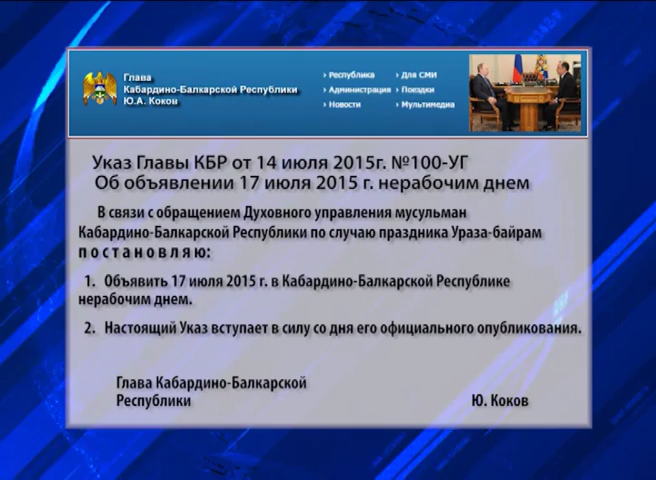 Глава
Кабардино-Балкарской Республики
Ю.А. Коков
› Республика
› Администрация
› Новости
› Для СМИ
› Поездки
› Мультимедиа
Указ Главы КБР от 14 июля 2015г. №100-УГ
Об объявлении 17 июля 2015 г. нерабочим днем
В связи с обращением Духовного управления мусульман
Кабардино-Балкарской Республики по случаю праздника Ураза-байрам
п о с т а н о в л я ю:
1. Объявить 17 июля 2015 г. в Кабардино-Балкарской Республике
нерабочим днем.
2. Настоящий Указ вступает в силу со дня его официального опубликования.
Глава Кабардино-Балкарской
Республики
Ю. Коков